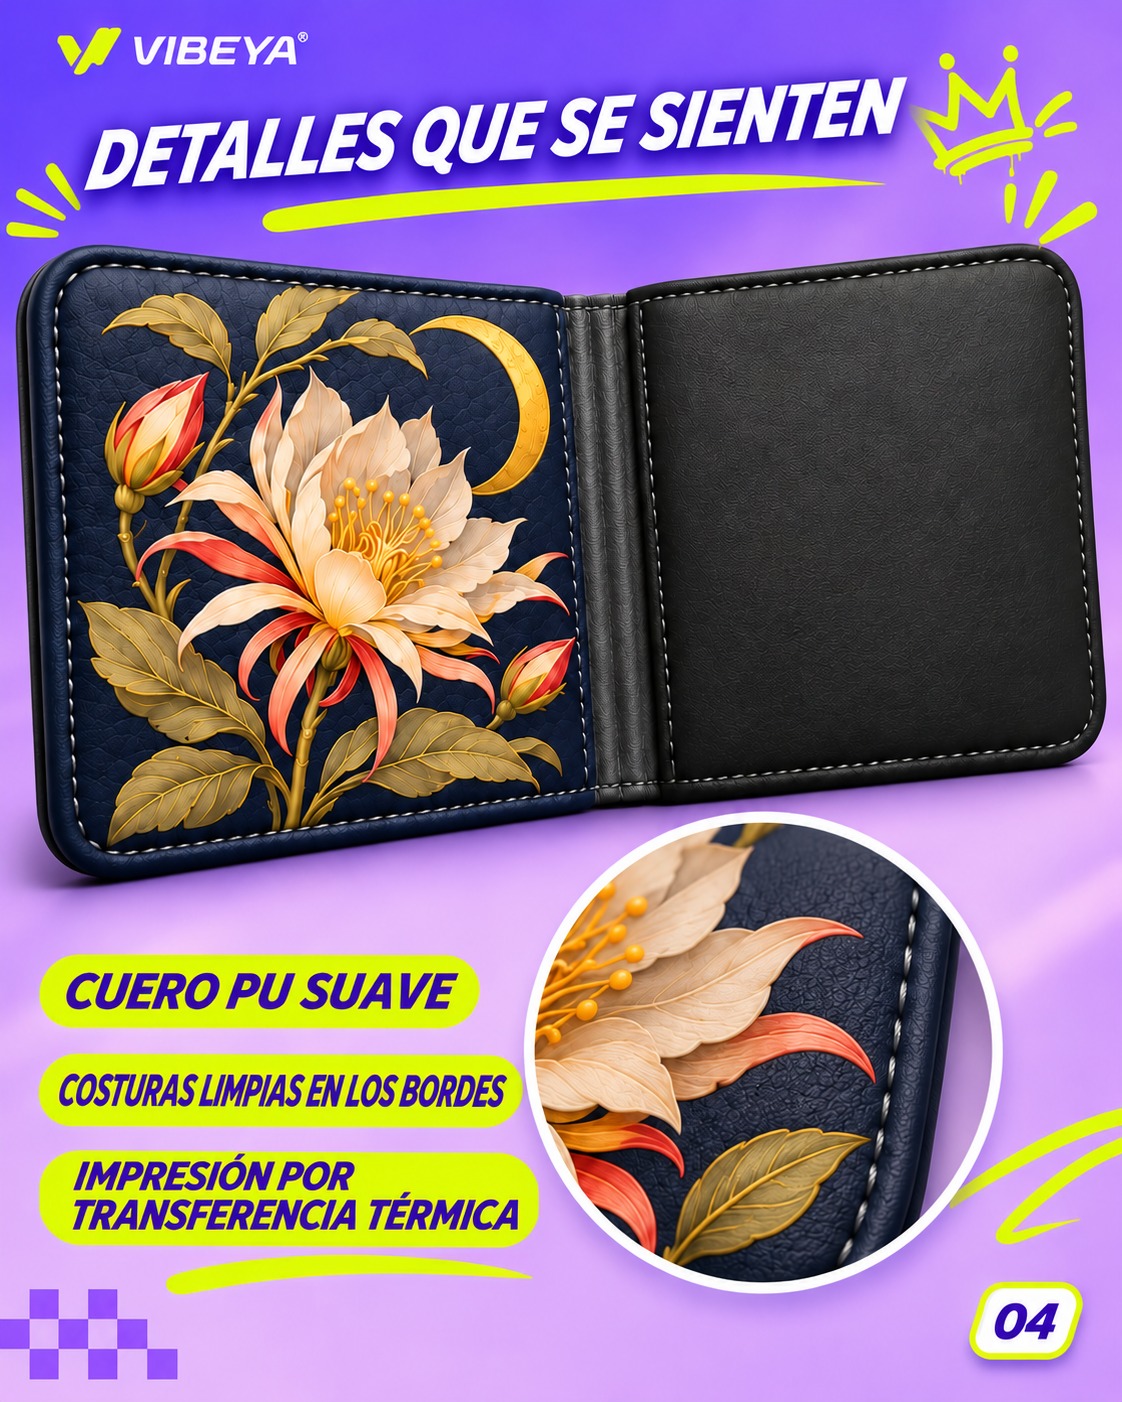 VIBEYA®
DETALLES QUE SE SIENTEN
CUERO PU SUAVE
COSTURAS LIMPIAS EN LOS BORDES
IMPRESIÓN POR
TRANSFERENCIA TÉRMICA
04